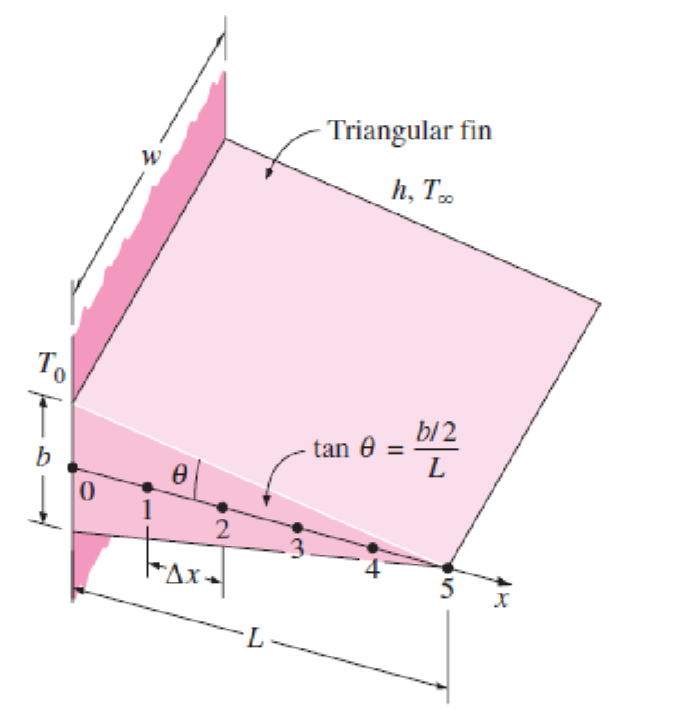 w
Triangular fin
h, T∞
T₀
b
θ
tan θ = b/2 / L
0
1
2
3
4
5
Δx
x
L